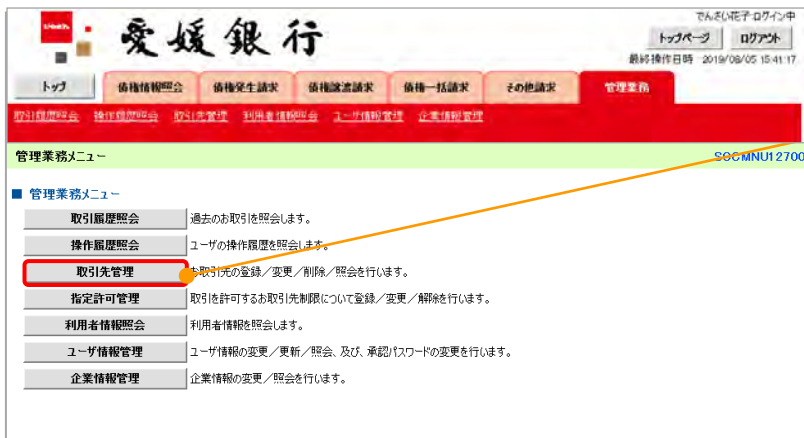 でんさい花子 ログイン中
愛媛銀行
トップページ ログアウト
最終操作日時 2019/08/05 15:41:17
トップ 債権情報照会 債権発生請求 債権譲渡請求 債権一括請求 その他請求 管理業務
取引履歴照会 操作履歴照会 取引先管理 利用者情報照会 ユーザ情報管理 企業情報管理
管理業務メニュー SCCMNU12700
■ 管理業務メニュー
取引履歴照会 過去のお取引を照会します。
操作履歴照会 ユーザの操作履歴を照会します。
取引先管理 お取引先の登録／変更／削除／照会を行います。
指定許可管理 取引を許可するお取引先制限について登録／変更／解除を行います。
利用者情報照会 利用者情報を照会します。
ユーザ情報管理 ユーザ情報の変更／更新／照会、及び、承認パスワードの変更を行います。
企業情報管理 企業情報の変更／照会を行います。